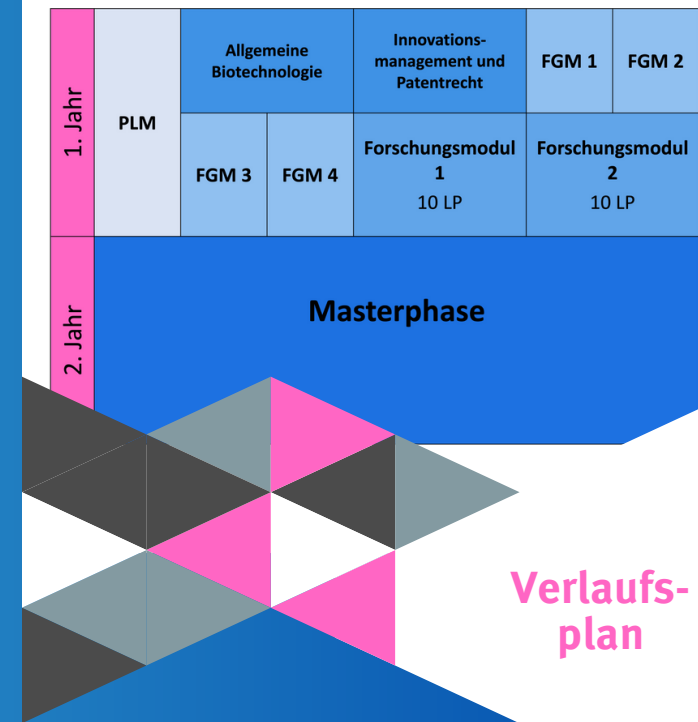 1. Jahr
PLM
Allgemeine
Biotechnologie
Innovations-
management und
Patentrecht
FGM 1
FGM 2
FGM 3
FGM 4
Forschungsmodul
1
10 LP
Forschungsmodul
2
10 LP
2. Jahr
Masterphase
Verlaufs-
plan